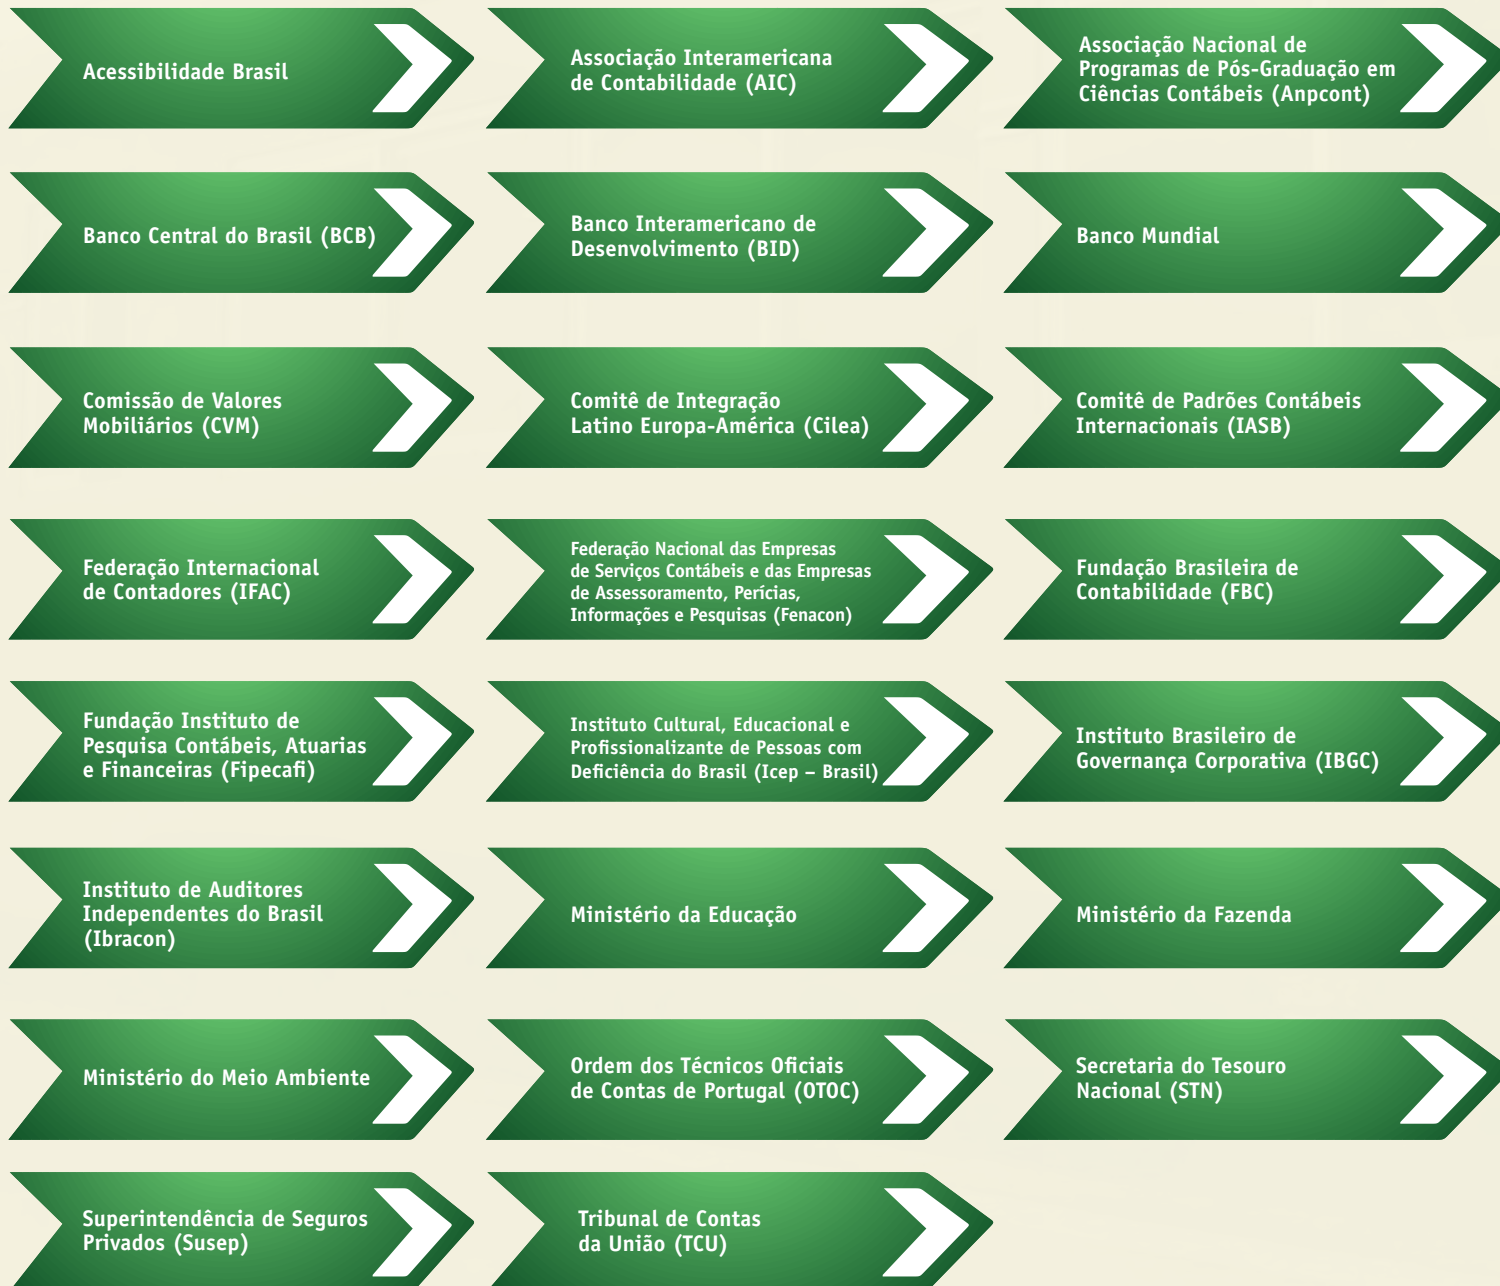 Acessibilidade Brasil
Associação Interamericana
de Contabilidade (AIC)
Associação Nacional de
Programas de Pós-Graduação em
Ciências Contábeis (Anpcont)
Banco Central do Brasil (BCB)
Banco Interamericano de
Desenvolvimento (BID)
Banco Mundial
Comissão de Valores
Mobiliários (CVM)
Comitê de Integração
Latino Europa-América (Cilea)
Comitê de Padrões Contábeis
Internacionais (IASB)
Federação Internacional
de Contadores (IFAC)
Federação Nacional das Empresas
de Serviços Contábeis e das Empresas
de Assessoramento, Perícias,
Informações e Pesquisas (Fenacon)
Fundação Brasileira de
Contabilidade (FBC)
Fundação Instituto de
Pesquisa Contábeis, Atuarias
e Financeiras (Fipecafi)
Instituto Cultural, Educacional e
Profissionalizante de Pessoas com
Deficiência do Brasil (Icep – Brasil)
Instituto Brasileiro de
Governança Corporativa (IBGC)
Instituto de Auditores
Independentes do Brasil
(Ibracon)
Ministério da Educação
Ministério da Fazenda
Ministério do Meio Ambiente
Ordem dos Técnicos Oficiais
de Contas de Portugal (OTOC)
Secretaria do Tesouro
Nacional (STN)
Superintendência de Seguros
Privados (Susep)
Tribunal de Contas
da União (TCU)